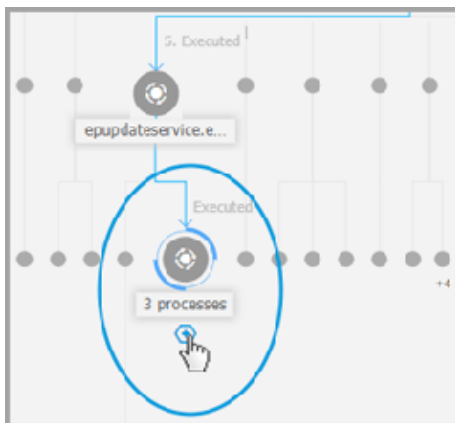 5. Executed
epupdateservice.e...
Executed
3 processes
+4